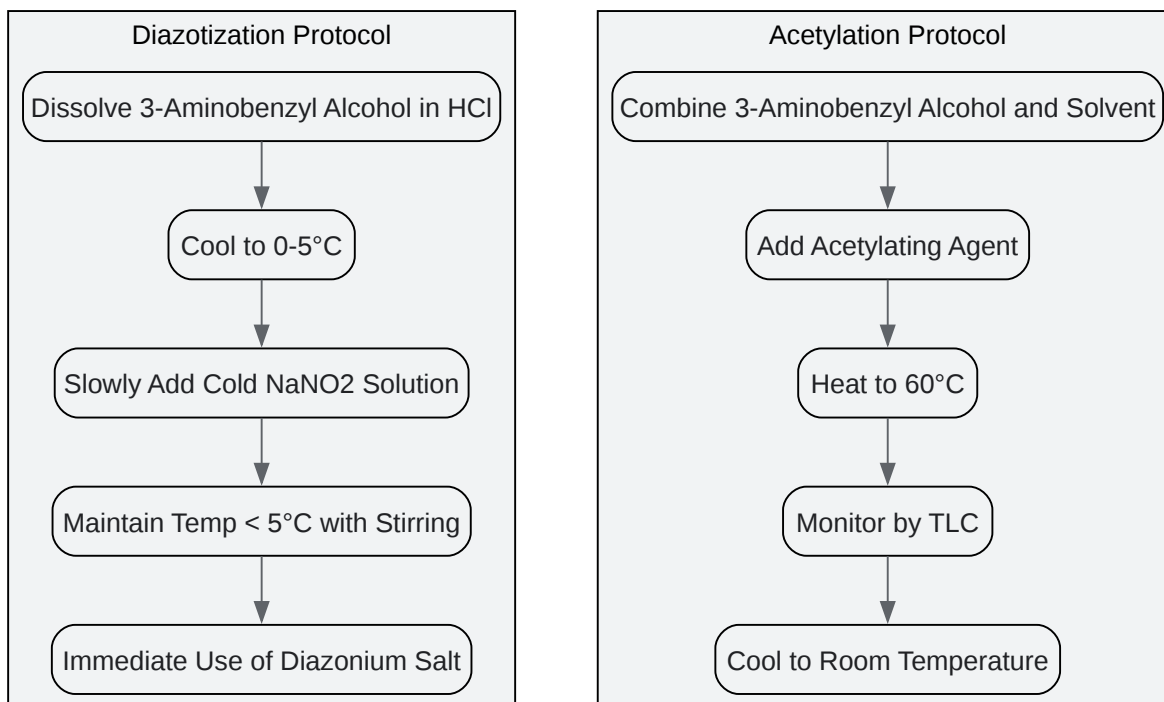 Diazotization Protocol
Dissolve 3-Aminobenzyl Alcohol in HCl
Cool to 0-5°C
Slowly Add Cold NaNO2 Solution
Maintain Temp < 5°C with Stirring
Immediate Use of Diazonium Salt
Acetylation Protocol
Combine 3-Aminobenzyl Alcohol and Solvent
Add Acetylating Agent
Heat to 60°C
Monitor by TLC
Cool to Room Temperature